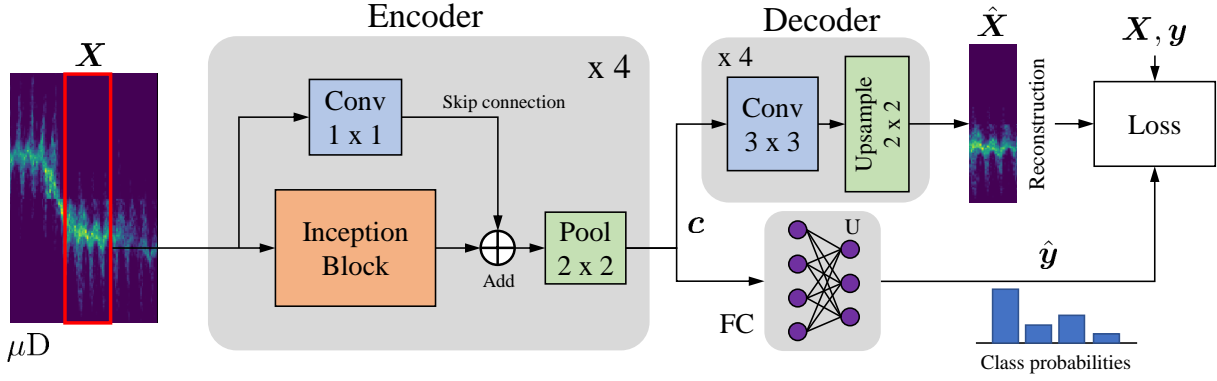 Encoder
Decoder
X
x 4
Conv
1 x 1
Skip connection
Inception
Block
Add
Pool
2 x 2
μD
c
x 4
Conv
3 x 3
Upsample
2 x 2
X̂
Reconstruction
X, y
Loss
U
FC
ŷ
Class probabilities